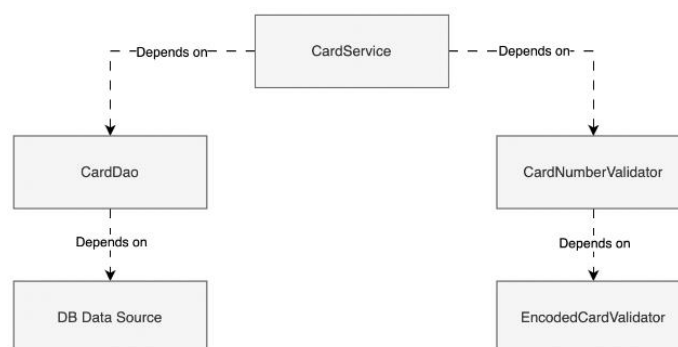 CardService
Depends on
Depends on
CardDao
CardNumberValidator
Depends on
Depends on
DB Data Source
EncodedCardValidator